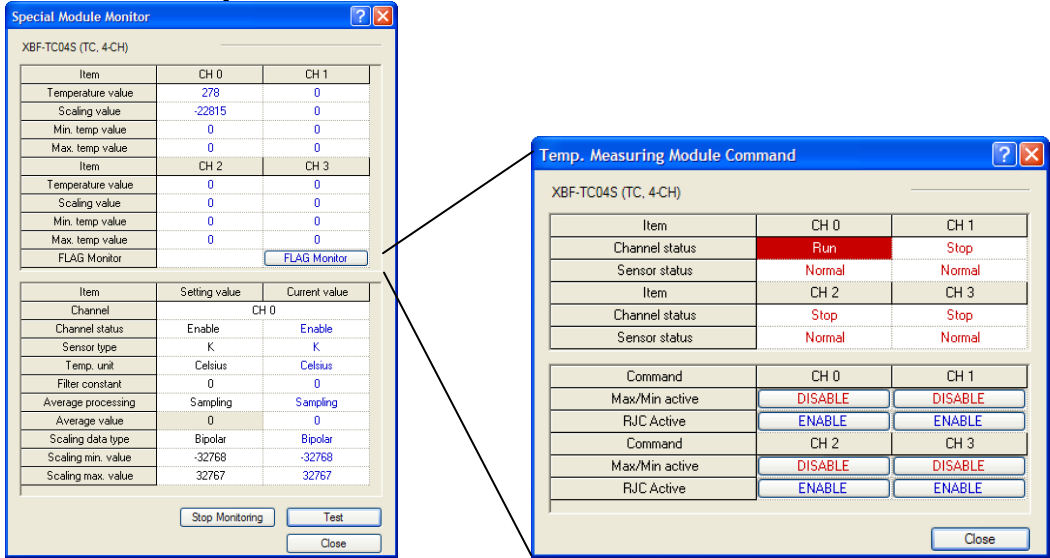 Special Module Monitor
XBF-TC04S (TC, 4-CH)
Item CH 0 CH 1
Temperature value 278 0
Scaling value -22815 0
Min. temp value 0 0
Max. temp value 0 0
Item CH 2 CH 3
Temperature value 0 0
Scaling value 0 0
Min. temp value 0 0
Max. temp value 0 0
FLAG Monitor FLAG Monitor
Item Setting value Current value
Channel CH 0
Channel status Enable Enable
Sensor type K K
Temp. unit Celsius Celsius
Filter constant 0 0
Average processing Sampling Sampling
Average value 0 0
Scaling data type Bipolar Bipolar
Scaling min. value -32768 -32768
Scaling max. value 32767 32767
Stop Monitoring Test
Close
Temp. Measuring Module Command
XBF-TC04S (TC, 4-CH)
Item CH 0 CH 1
Channel status Run Stop
Sensor status Normal Normal
Item CH 2 CH 3
Channel status Stop Stop
Sensor status Normal Normal
Command CH 0 CH 1
Max/Min active DISABLE DISABLE
RJC Active ENABLE ENABLE
Command CH 2 CH 3
Max/Min active DISABLE DISABLE
RJC Active ENABLE ENABLE
Close